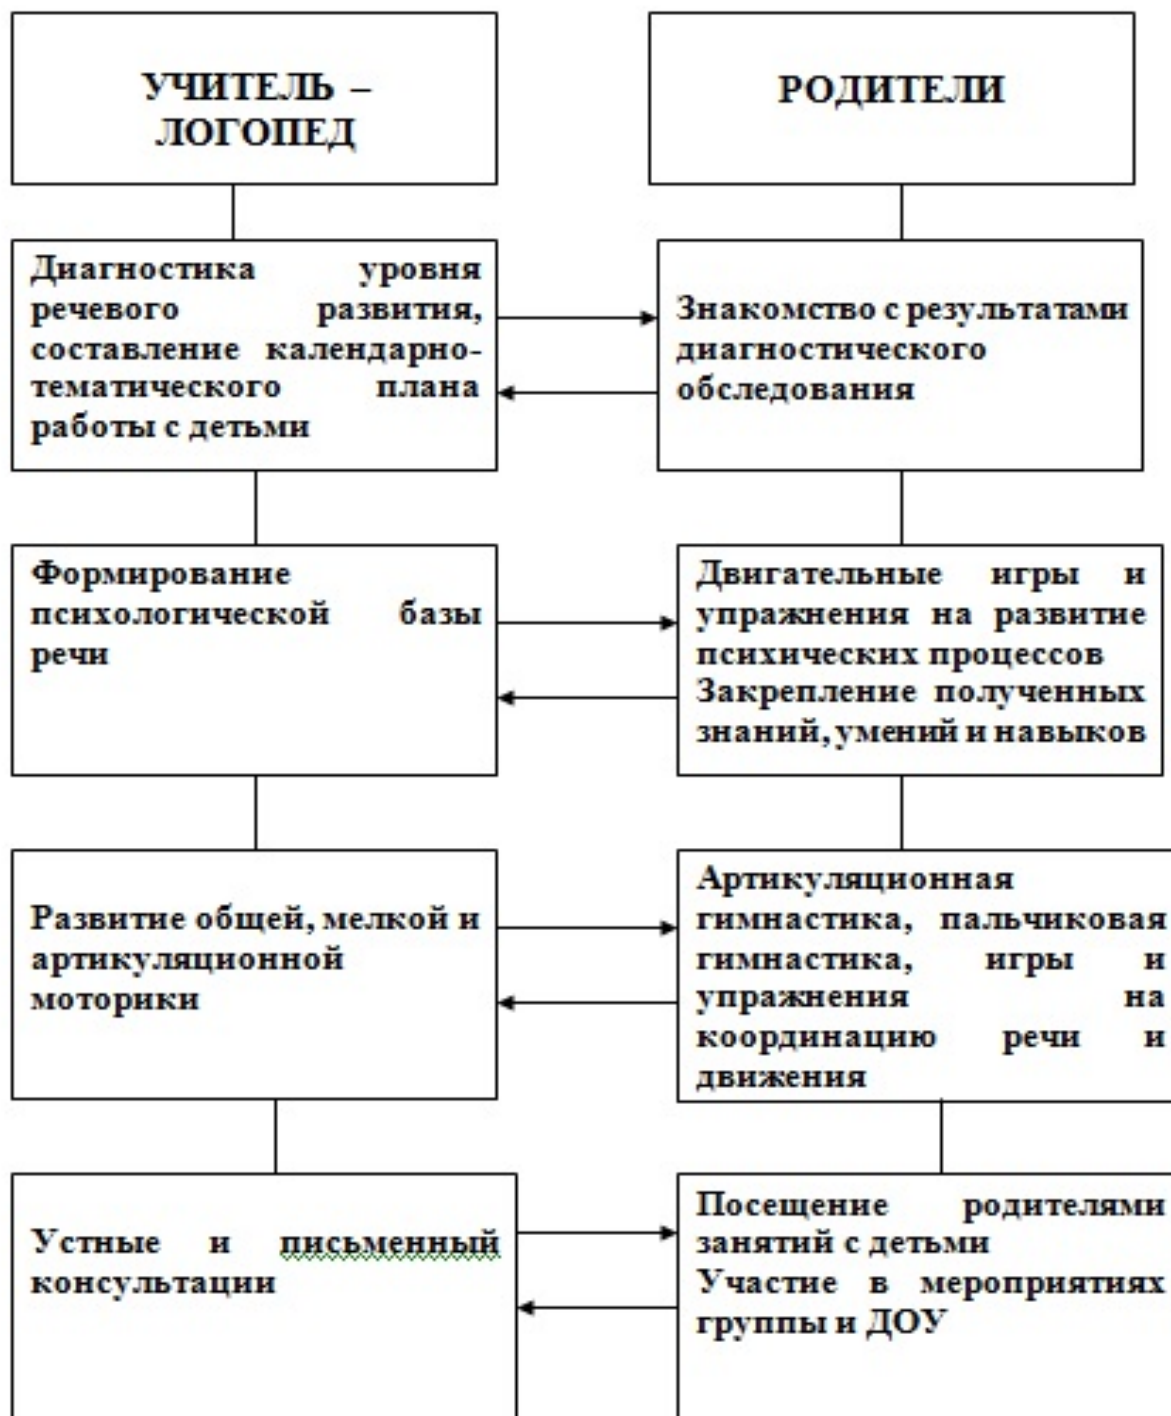 УЧИТЕЛЬ –
ЛОГОПЕД
РОДИТЕЛИ
Диагностика уровня
речевого развития,
составление календарно-
тематического плана
работы с детьми
Знакомство с результатами
диагностического
обследования
Формирование
психологической базы
речи
Двигательные игры и
упражнения на развитие
психических процессов
Закрепление полученных
знаний, умений и навыков
Развитие общей, мелкой и
артикуляционной
моторики
Артикуляционная
гимнастика, пальчиковая
гимнастика, игры и
упражнения на
координацию речи и
движения
Устные и письменный
консультации
Посещение родителями
занятий с детьми
Участие в мероприятиях
группы и ДОУ